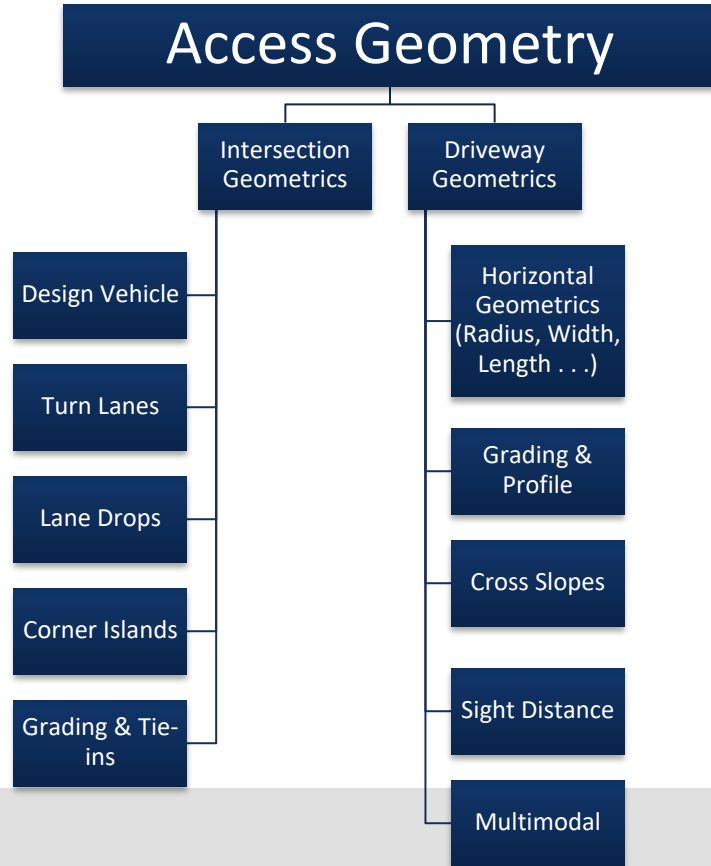 Access Geometry
Intersection
Geometrics
Driveway
Geometrics
Design Vehicle
Turn Lanes
Lane Drops
Corner Islands
Grading & Tie-
ins
Horizontal
Geometrics
(Radius, Width,
Length . . .)
Grading &
Profile
Cross Slopes
Sight Distance
Multimodal